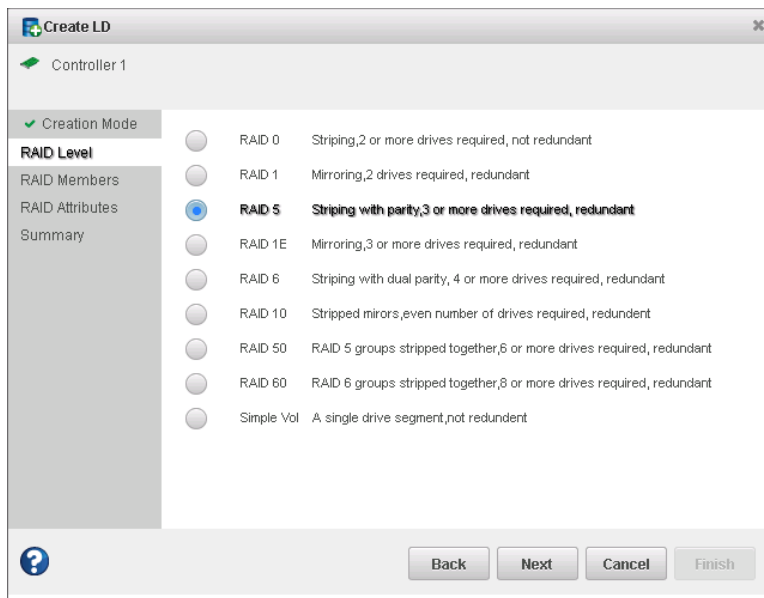 Create LD
Controller 1
Creation Mode
RAID Level
RAID Members
RAID Attributes
Summary
RAID 0 Striping,2 or more drives required, not redundant
RAID 1 Mirroring,2 drives required, redundant
RAID 5 Striping with parity,3 or more drives required, redundant
RAID 1E Mirroring,3 or more drives required, redundant
RAID 6 Striping with dual parity, 4 or more drives required, redundant
RAID 10 Stripped mirors,even number of drives required, redundent
RAID 50 RAID 5 groups stripped together,6 or more drives required, redundant
RAID 60 RAID 6 groups stripped together,8 or more drives required, redundant
Simple Vol A single drive segment,not redundent
?
Back Next Cancel Finish